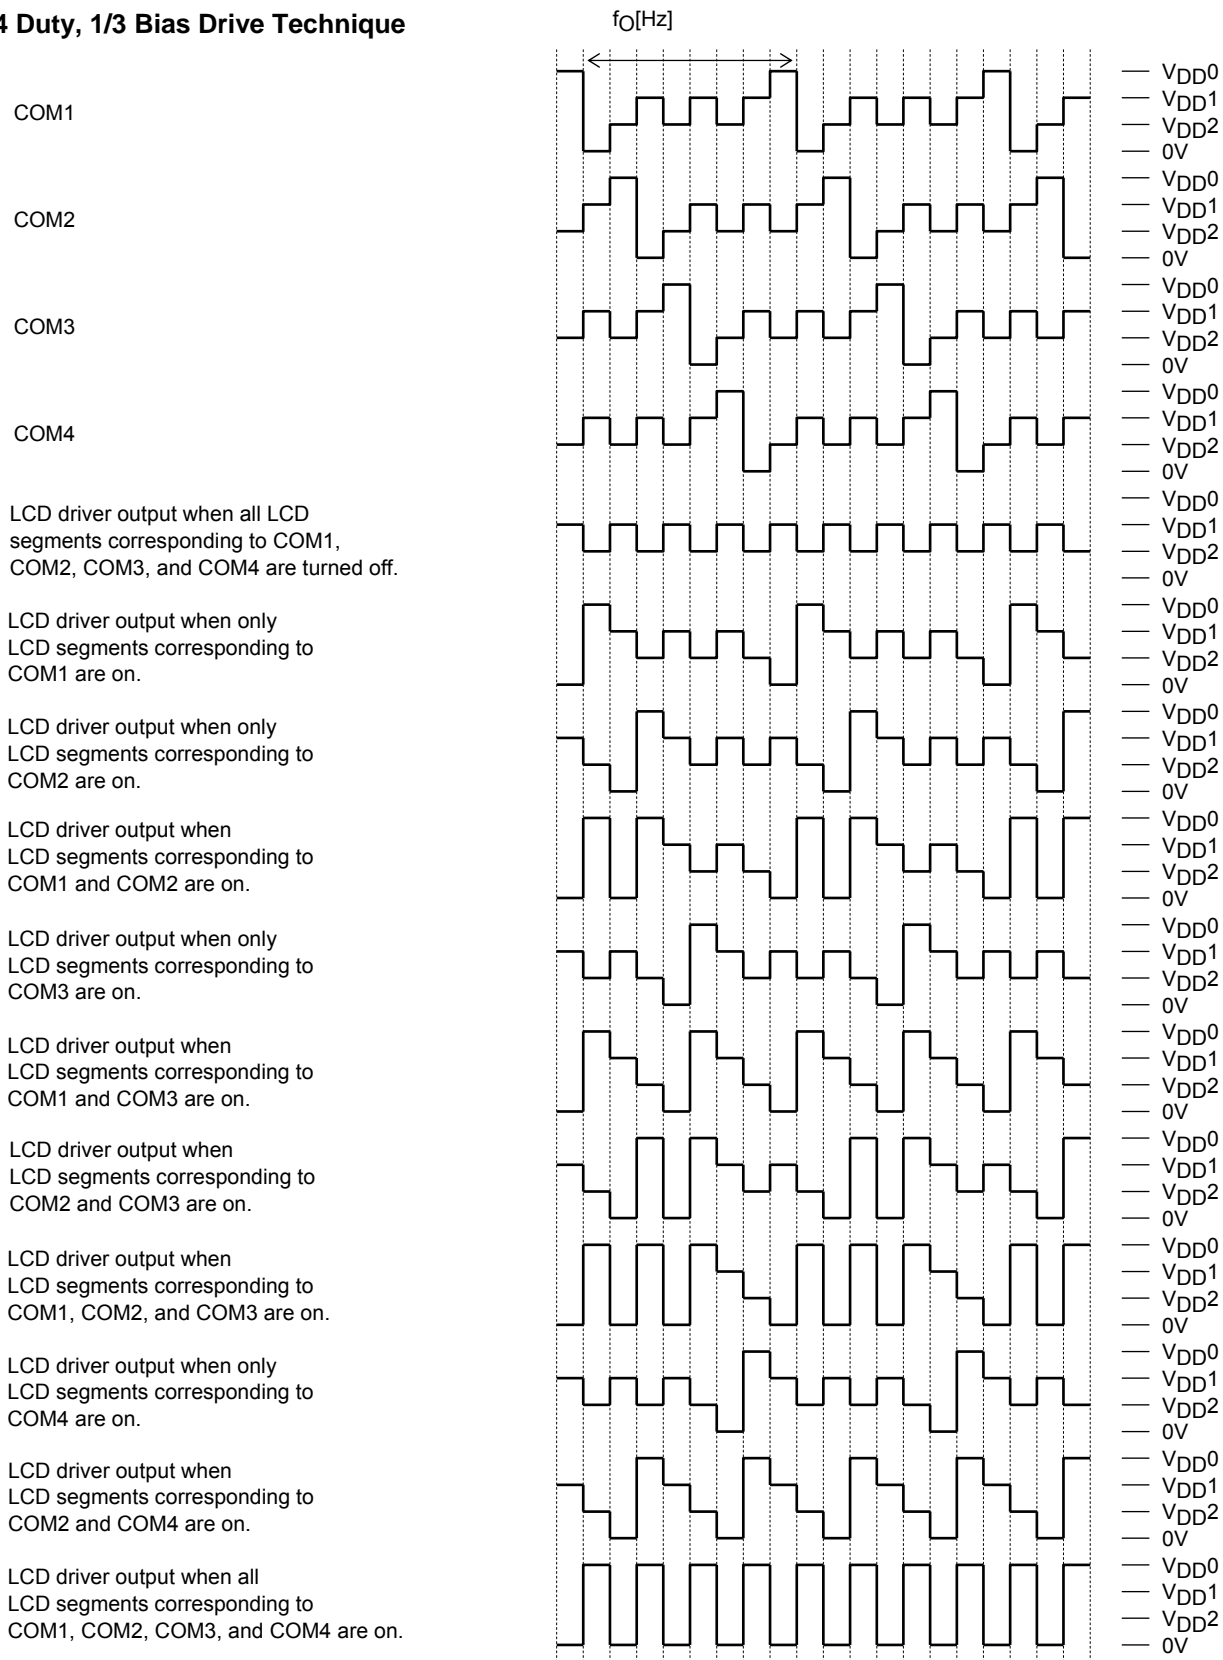 4 Duty, 1/3 Bias Drive Technique
fO[Hz]
COM1
VDD0
VDD1
VDD2
0V
COM2
VDD0
VDD1
VDD2
0V
COM3
VDD0
VDD1
VDD2
0V
COM4
VDD0
VDD1
VDD2
0V
LCD driver output when all LCD
segments corresponding to COM1,
COM2, COM3, and COM4 are turned off.
VDD0
VDD1
VDD2
0V
LCD driver output when only
LCD segments corresponding to
COM1 are on.
VDD0
VDD1
VDD2
0V
LCD driver output when only
LCD segments corresponding to
COM2 are on.
VDD0
VDD1
VDD2
0V
LCD driver output when
LCD segments corresponding to
COM1 and COM2 are on.
VDD0
VDD1
VDD2
0V
LCD driver output when only
LCD segments corresponding to
COM3 are on.
VDD0
VDD1
VDD2
0V
LCD driver output when
LCD segments corresponding to
COM1 and COM3 are on.
VDD0
VDD1
VDD2
0V
LCD driver output when
LCD segments corresponding to
COM2 and COM3 are on.
VDD0
VDD1
VDD2
0V
LCD driver output when
LCD segments corresponding to
COM1, COM2, and COM3 are on.
VDD0
VDD1
VDD2
0V
LCD driver output when only
LCD segments corresponding to
COM4 are on.
VDD0
VDD1
VDD2
0V
LCD driver output when
LCD segments corresponding to
COM2 and COM4 are on.
VDD0
VDD1
VDD2
0V
LCD driver output when all
LCD segments corresponding to
COM1, COM2, COM3, and COM4 are on.
VDD0
VDD1
VDD2
0V